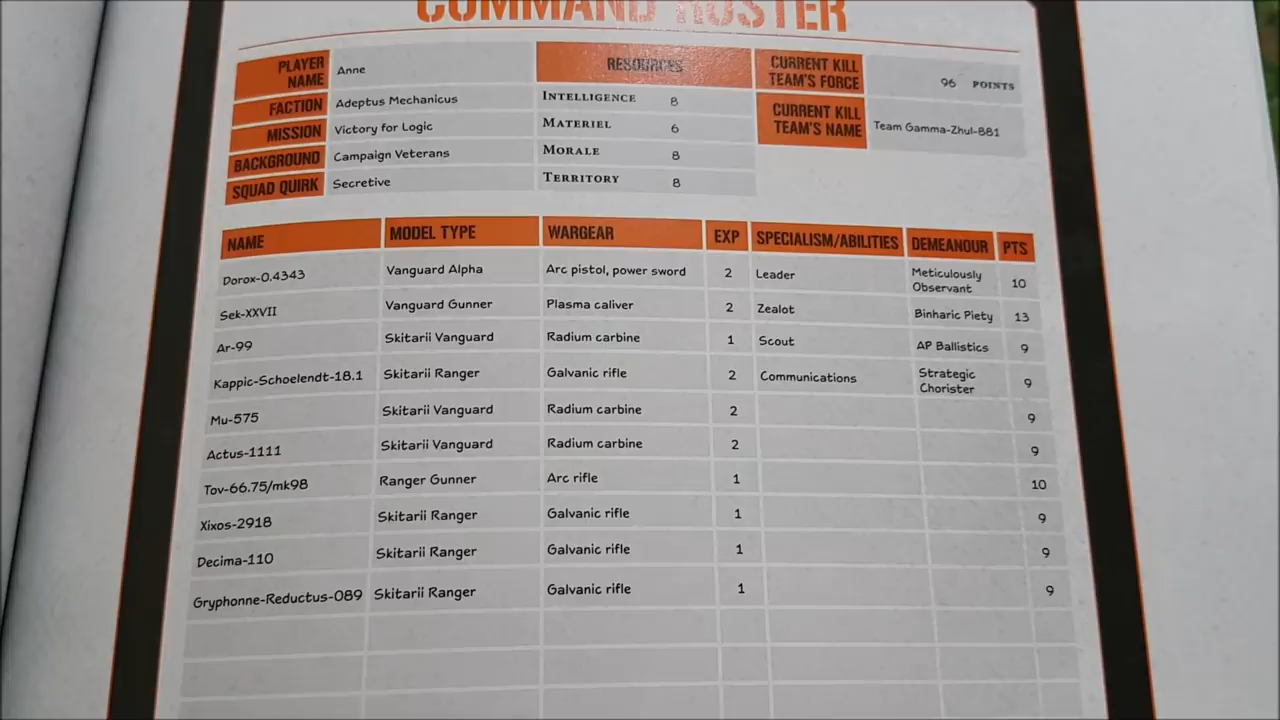 COMMAND ROSTER
PLAYER NAME Anne
FACTION Adeptus Mechanicus
MISSION Victory for Logic
BACKGROUND Campaign Veterans
SQUAD QUIRK Secretive
RESOURCES
INTELLIGENCE 8
MATERIEL 6
MORALE 8
TERRITORY 8
CURRENT KILL TEAM'S FORCE 96 POINTS
CURRENT KILL TEAM'S NAME Team Gamma-Zhul-881
NAME MODEL TYPE WARGEAR EXP SPECIALISM/ABILITIES DEMEANOUR PTS
Dorox-0.4343 Vanguard Alpha Arc pistol, power sword 2 Leader Meticulously Observant 10
Sek-XXVII Vanguard Gunner Plasma caliver 2 Zealot Binharic Piety 13
Ar-99 Skitarii Vanguard Radium carbine 1 Scout AP Ballistics 9
Kappic-Schoelendt-18.1 Skitarii Ranger Galvanic rifle 2 Communications Strategic Chorister 9
Mu-575 Skitarii Vanguard Radium carbine 2 9
Actus-1111 Skitarii Vanguard Radium carbine 2 9
Tov-66.75/mk98 Ranger Gunner Arc rifle 1 10
Xixos-2918 Skitarii Ranger Galvanic rifle 1 9
Decima-110 Skitarii Ranger Galvanic rifle 1 9
Gryphonne-Reductus-089 Skitarii Ranger Galvanic rifle 1 9